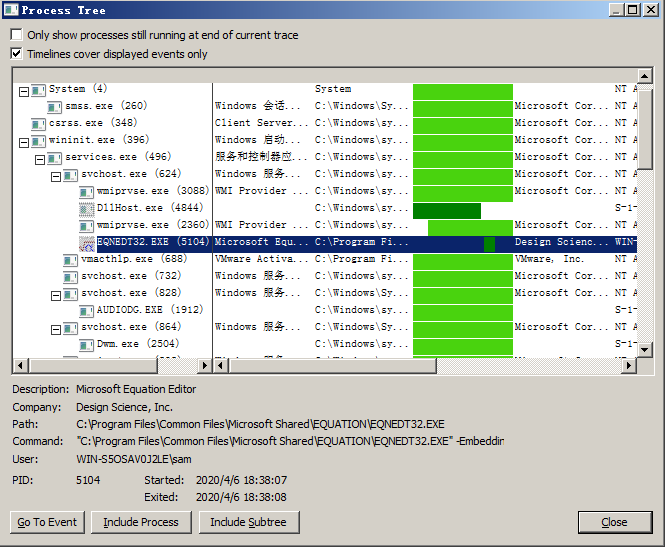 Process Tree
Only show processes still running at end of current trace
Timelines cover displayed events only
System (4) System NT A
smss.exe (260) Windows 会话... C:\Windows\sy... Microsoft Cor... NT A
csrss.exe (348) Client Server... C:\Windows\sy... Microsoft Cor... NT A
wininit.exe (396) Windows 启动... C:\Windows\sy... Microsoft Cor... NT A
services.exe (496) 服务和控制器应... C:\Windows\sy... Microsoft Cor... NT A
svchost.exe (624) Windows 服务... C:\Windows\sy... Microsoft Cor... NT A
wmiprvse.exe (3088) WMI Provider ... C:\Windows\sy... Microsoft Cor... NT A
DllHost.exe (4844) C:\Windows\Sy... S-1-
wmiprvse.exe (2360) WMI Provider ... C:\Windows\sy... Microsoft Cor... NT A
EQNEDT32.EXE (5104) Microsoft Equ... C:\Program Fi... Design Scienc... WIN-
vmacthlp.exe (688) VMware Activa... C:\Program Fi... VMware, Inc. NT A
svchost.exe (732) Windows 服务... C:\Windows\sy... Microsoft Cor... NT A
svchost.exe (828) Windows 服务... C:\Windows\Sy... Microsoft Cor... NT A
AUDIODG.EXE (1912) C:\Windows\sy... S-1-
svchost.exe (864) Windows 服务... C:\Windows\Sy... Microsoft Cor... NT A
Dwm.exe (2504) C:\Windows\sy... S-1-
Description: Microsoft Equation Editor
Company: Design Science, Inc.
Path: C:\Program Files\Common Files\Microsoft Shared\EQUATION\EQNEDT32.EXE
Command: "C:\Program Files\Common Files\Microsoft Shared\EQUATION\EQNEDT32.EXE" -Embeddin
User: WIN-S5OSAV0J2LE\sam
PID: 5104 Started: 2020/4/6 18:38:07
Exited: 2020/4/6 18:38:08
Go To Event Include Process Include Subtree Close